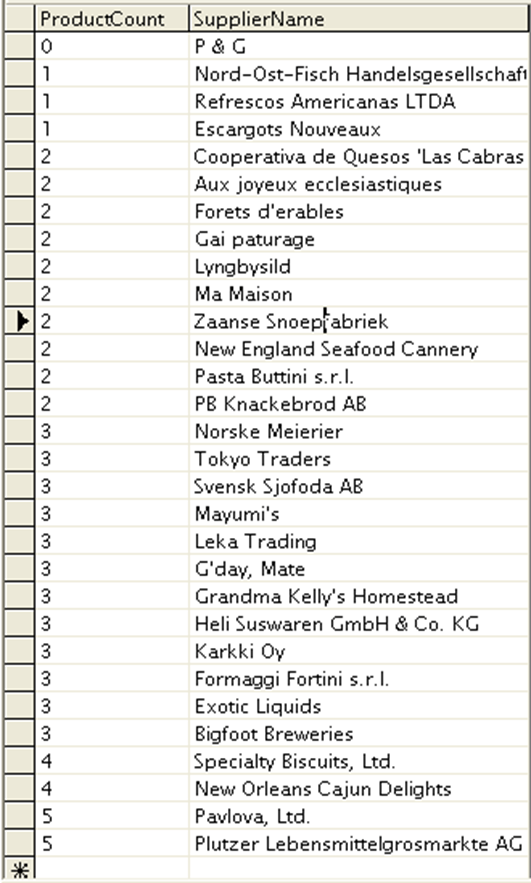 ProductCount SupplierName
0 P & G
1 Nord-Ost-Fisch Handelsgesellschaft
1 Refrescos Americanas LTDA
1 Escargots Nouveaux
2 Cooperativa de Quesos 'Las Cabras
2 Aux joyeux ecclesiastiques
2 Forets d'erables
2 Gai paturage
2 Lyngbysild
2 Ma Maison
2 Zaanse Snoepfabriek
2 New England Seafood Cannery
2 Pasta Buttini s.r.l.
2 PB Knackebrod AB
3 Norske Meierier
3 Tokyo Traders
3 Svensk Sjofoda AB
3 Mayumi's
3 Leka Trading
3 G'day, Mate
3 Grandma Kelly's Homestead
3 Heli Suswaren GmbH & Co. KG
3 Karkki Oy
3 Formaggi Fortini s.r.l.
3 Exotic Liquids
3 Bigfoot Breweries
4 Specialty Biscuits, Ltd.
4 New Orleans Cajun Delights
5 Pavlova, Ltd.
5 Plutzer Lebensmittelgrosmarkte AG